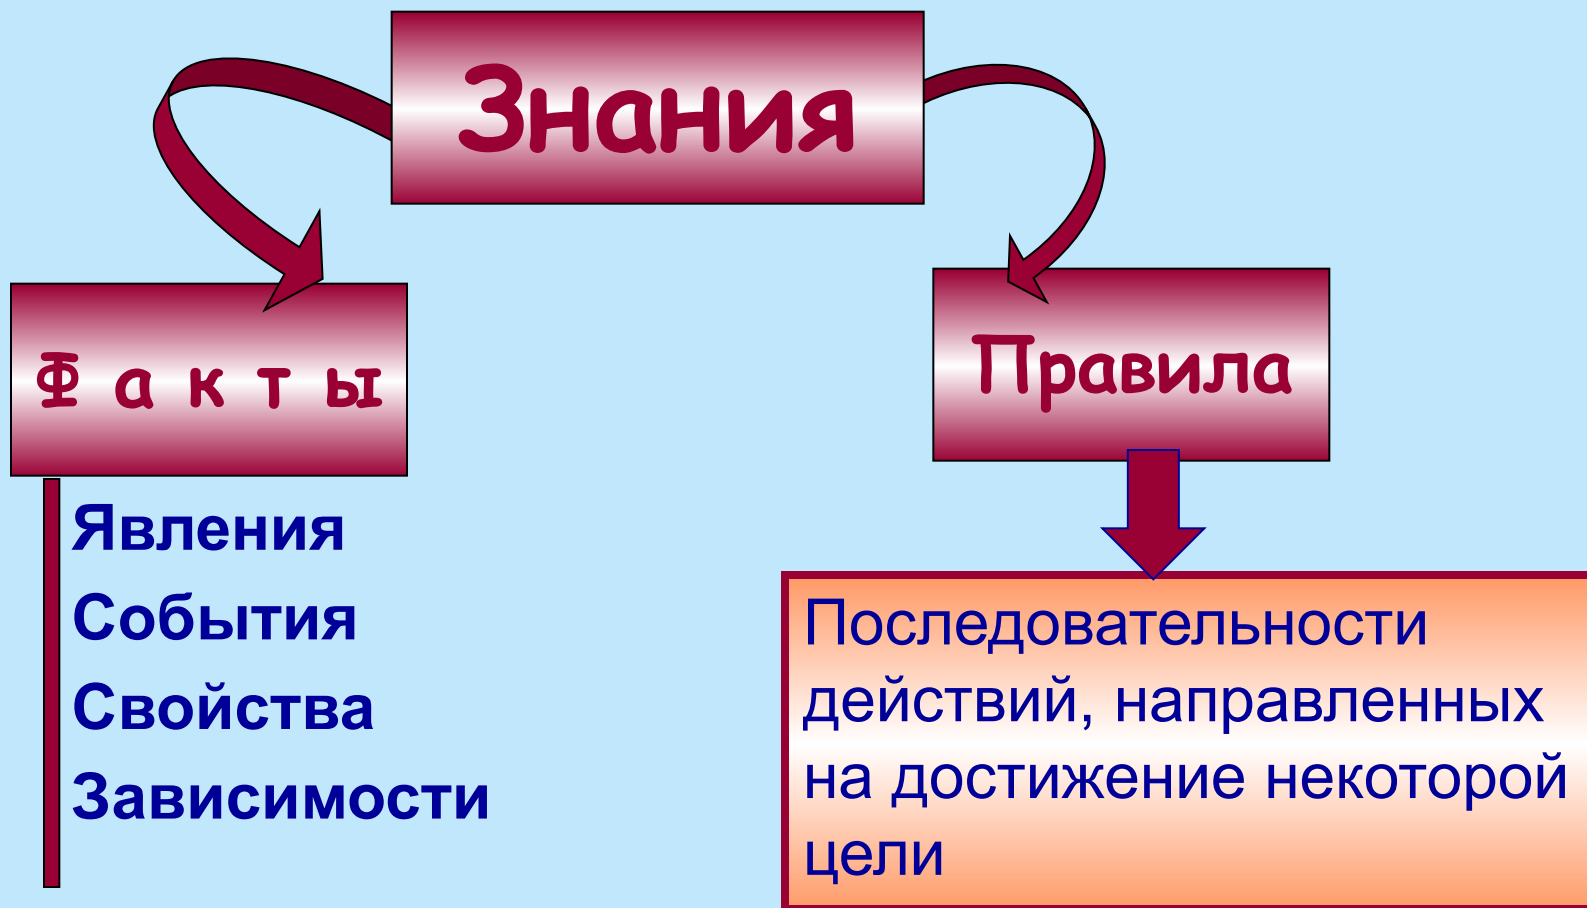 Знания
Ф а к т ы
Явления
События
Свойства
Зависимости
Правила
Последовательности
действий, направленных
на достижение некоторой
цели